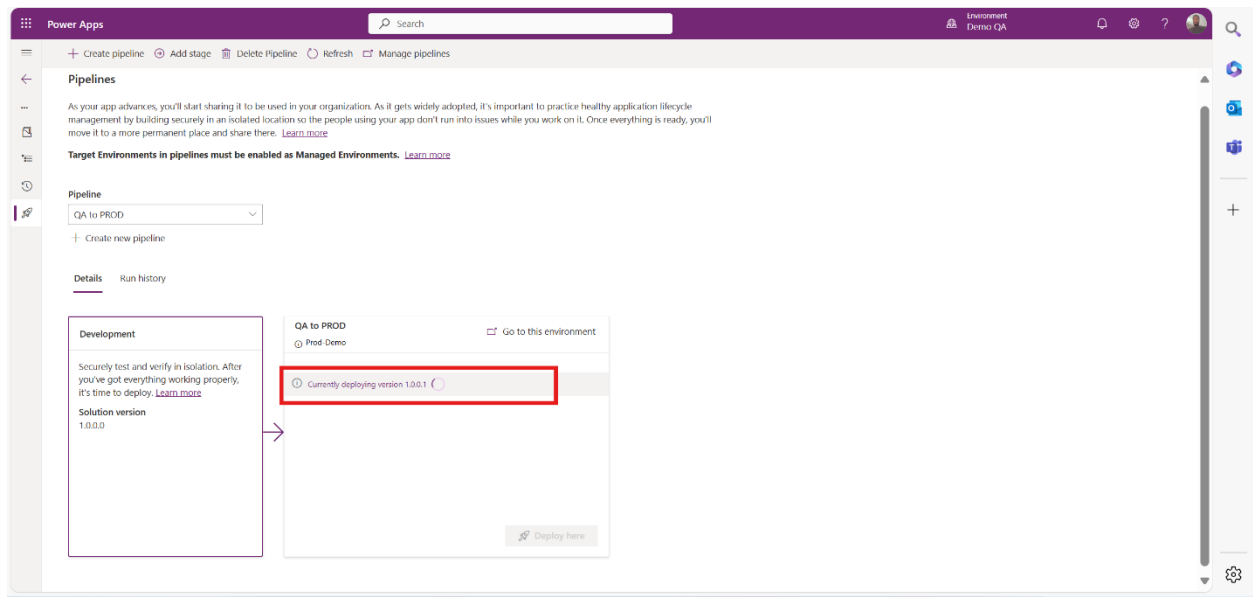 Power Apps
Search
Environment
Demo QA
?
Create pipeline
Add stage
Delete Pipeline
Refresh
Manage pipelines
Pipelines
As your app advances, you'll start sharing it to be used in your organization. As it gets widely adopted, it's important to practice healthy application lifecycle
management by building securely in an isolated location so the people using your app don't run into issues while you work on it. Once everything is ready, you'll
move it to a more permanent place and share there. Learn more
Target Environments in pipelines must be enabled as Managed Environments. Learn more
Pipeline
QA to PROD
Create new pipeline
Details
Run history
Development
Securely test and verify in isolation. After
you've got everything working properly,
it's time to deploy. Learn more
Solution version
1.0.0.0
QA to PROD
Prod-Demo
Go to this environment
Currently deploying version 1.0.0.1
Deploy here